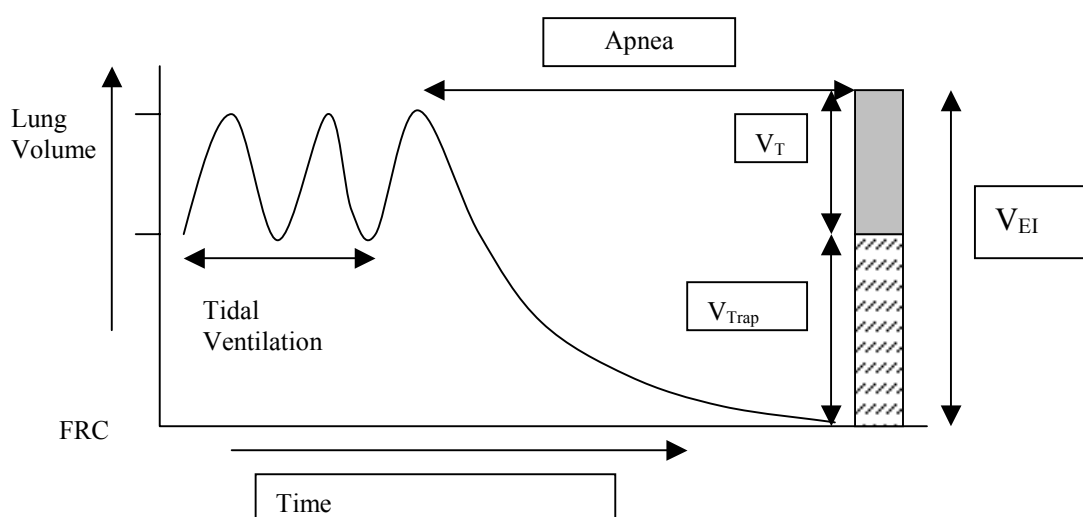 Apnea
Lung
Volume
V_T
V_EI
Tidal
Ventilation
V_Trap
FRC
Time